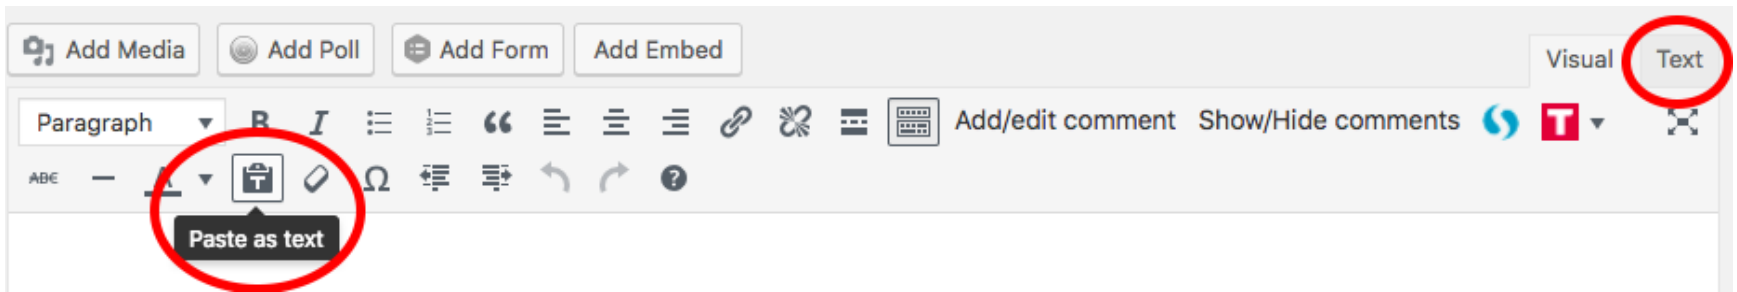 Add Media Add Poll Add Form Add Embed
Visual Text
Paragraph B I Add/edit comment Show/Hide comments T
ABC A T Ω ?
Paste as text